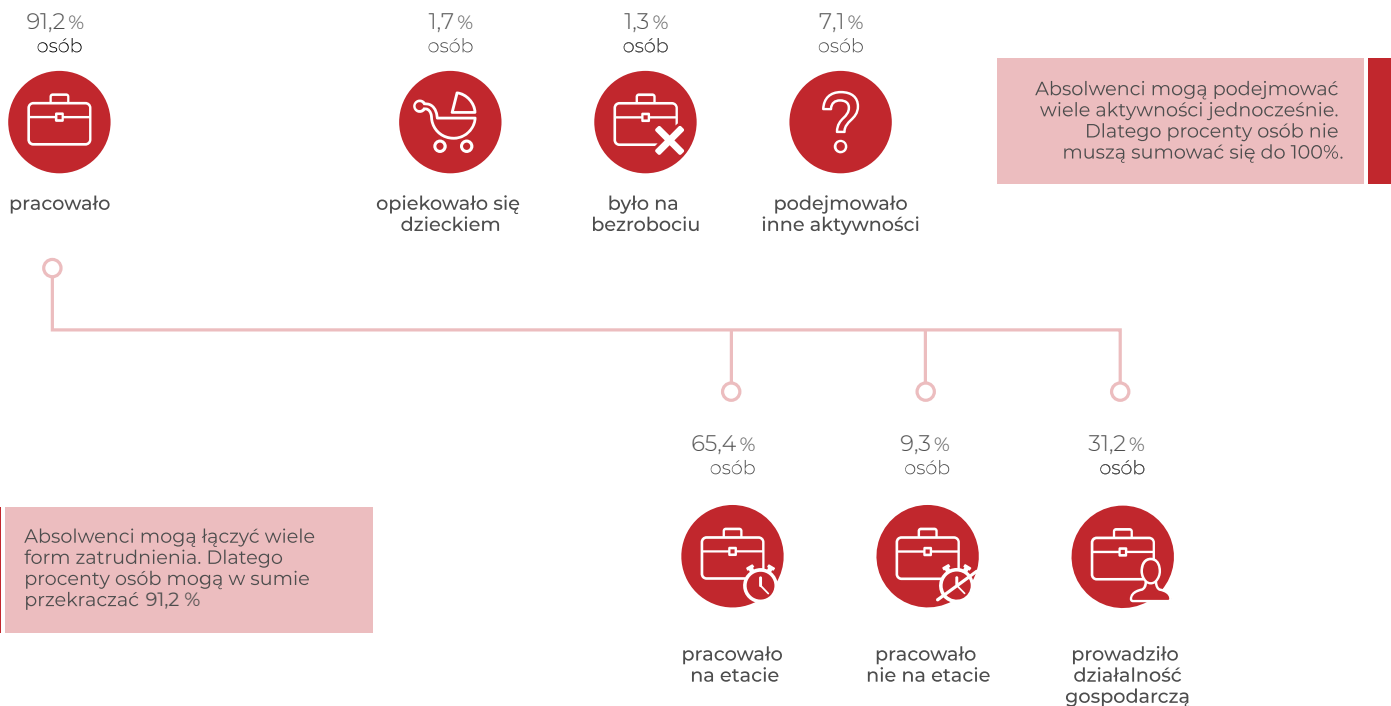 91,2 %
osób
pracowało
1,7 %
osób
opiekowało się
dzieckiem
1,3 %
osób
było na
bezrobociu
7,1 %
osób
podejmowało
inne aktywności
Absolwenci mogą podejmować
wiele aktywności jednocześnie.
Dlatego procenty osób nie
muszą sumować się do 100%.
65,4 %
osób
pracowało
na etacie
9,3 %
osób
pracowało
nie na etacie
31,2 %
osób
prowadziło
działalność
gospodarczą
Absolwenci mogą łączyć wiele
form zatrudnienia. Dlatego
procenty osób mogą w sumie
przekraczać 91,2 %